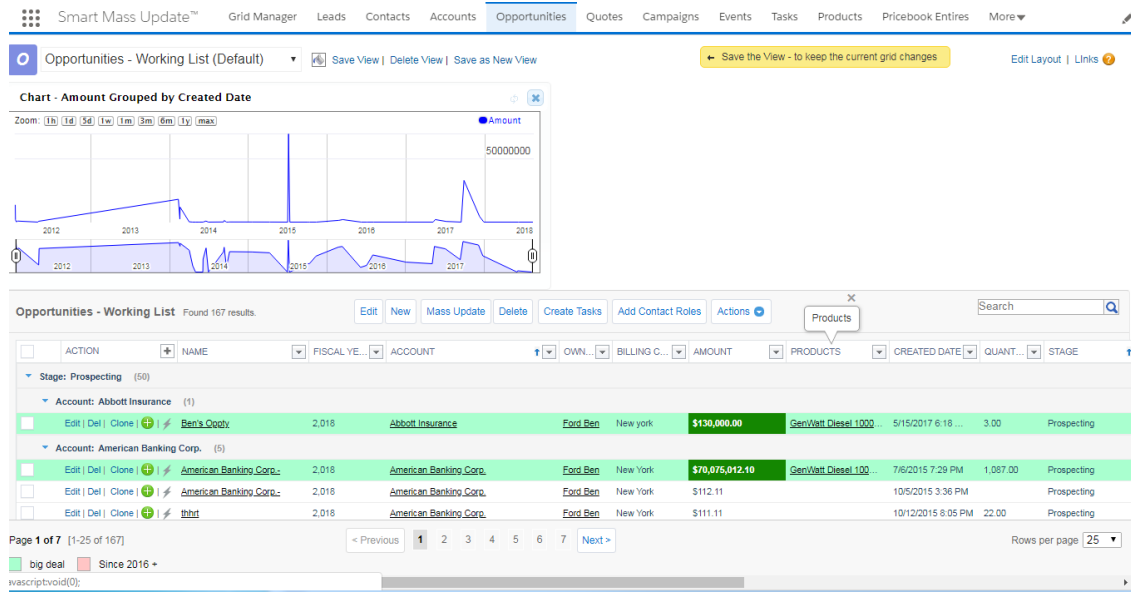 Smart Mass Update™ Grid Manager Leads Contacts Accounts Opportunities Quotes Campaigns Events Tasks Products Pricebook Entires More▾
O Opportunities - Working List (Default) Save View | Delete View | Save as New View ← Save the View - to keep the current grid changes Edit Layout | LInks ?
Chart - Amount Grouped by Created Date
Zoom: 1h 1d 5d 1w 1m 3m 6m 1y max Amount
50000000
2012 2013 2014 2015 2016 2017 2018
2012 2013 2014 2015 2016 2017
Opportunities - Working List Found 167 results. Edit New Mass Update Delete Create Tasks Add Contact Roles Actions Products Search
ACTION + NAME FISCAL YE... ACCOUNT ↑ OWN... BILLING C... AMOUNT PRODUCTS CREATED DATE QUANT... STAGE ↑
Stage: Prospecting (50)
Account: Abbott Insurance (1)
Edit | Del | Clone | + | Ben's Oppty 2,018 Abbott Insurance Ford Ben New york $130,000.00 GenWatt Diesel 1000... 5/15/2017 6:18 ... 3.00 Prospecting
Account: American Banking Corp. (5)
Edit | Del | Clone | + | American Banking Corp.- 2,018 American Banking Corp. Ford Ben New York $70,075,012.10 GenWatt Diesel 100... 7/6/2015 7:29 PM 1,087.00 Prospecting
Edit | Del | Clone | + | American Banking Corp.- 2,018 American Banking Corp. Ford Ben New York $112.11 10/5/2015 3:36 PM Prospecting
Edit | Del | Clone | + | thhrt 2,018 American Banking Corp. Ford Ben New York $111.11 10/12/2015 8:05 PM 22.00 Prospecting
Page 1 of 7 [1-25 of 167] < Previous 1 2 3 4 5 6 7 Next > Rows per page 25
big deal Since 2016 +
avascript:void(0);